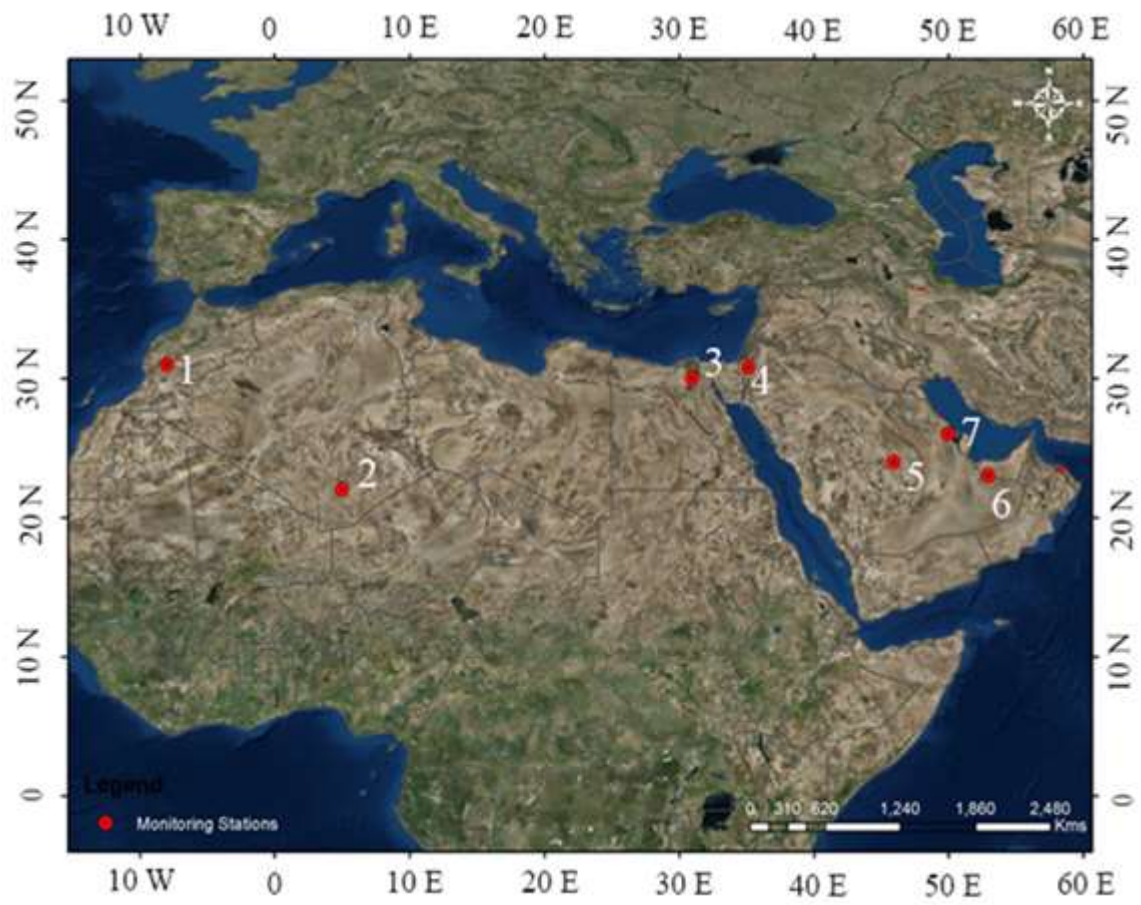 10 W 0 10 E 20 E 30 E 40 E 50 E 60 E
50 N 50 N
40 N 40 N
30 N 30 N
1
2
3
4
5
6
7
20 N 20 N
10 N 10 N
0 0
Legend
Monitoring Stations
0 310 620 1,240 1,860 2,480
Kms
10 W 0 10 E 20 E 30 E 40 E 50 E 60 E